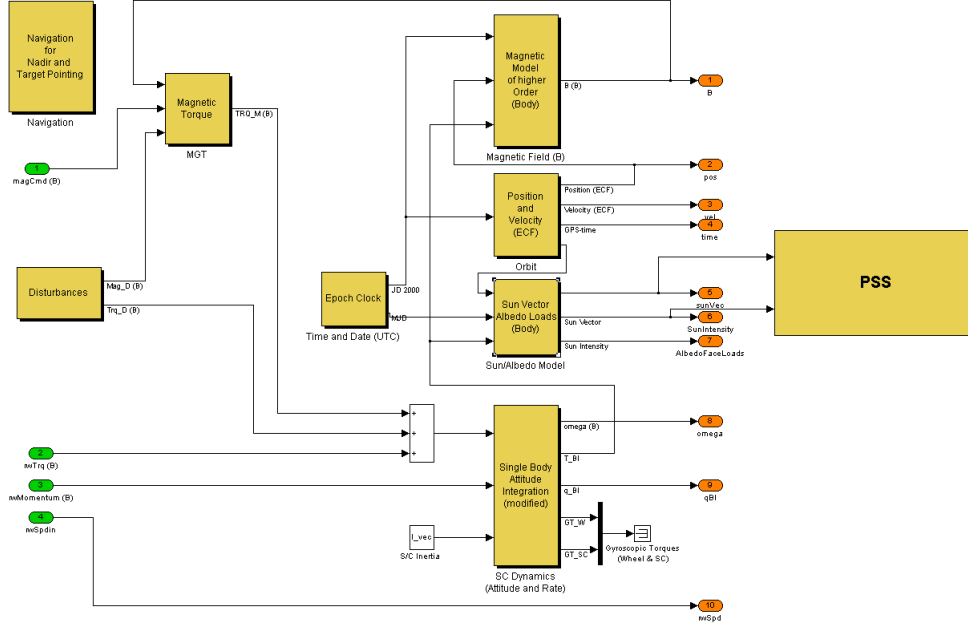 Navigation
for
Nadir and
Target Pointing
Navigation
Magnetic
Torque
TRQ_M (B)
MGT
1
magCmd (B)
Magnetic
Model
of higher
Order
(Body)
B (B)
Magnetic Field (B)
1
B
2
pos
Position
and
Velocity
(ECF)
Position (ECF)
Velocity (ECF)
GPS-time
Orbit
3
vel
4
time
Disturbances
Mag_D (B)
Trq_D (B)
Epoch Clock
JD 2000
MJD
Time and Date (UTC)
Sun Vector
Albedo Loads
(Body)
Sun Vector
Sun Intensity
Sun/Albedo Model
5
sunVec
6
SunIntensity
7
AlbedoFaceLoads
PSS
+
+
+
2
rwTrq (B)
3
rwMomentum (B)
4
rwSpdin
Single Body
Attitude
Integration
(modified)
omega (B)
T_BI
q_BI
GT_W
GT_SC
SC Dynamics
(Attitude and Rate)
I_vec
S/C Inertia
Gyroscopic Torques
(Wheel & SC)
8
omega
9
qBI
10
rwSpd